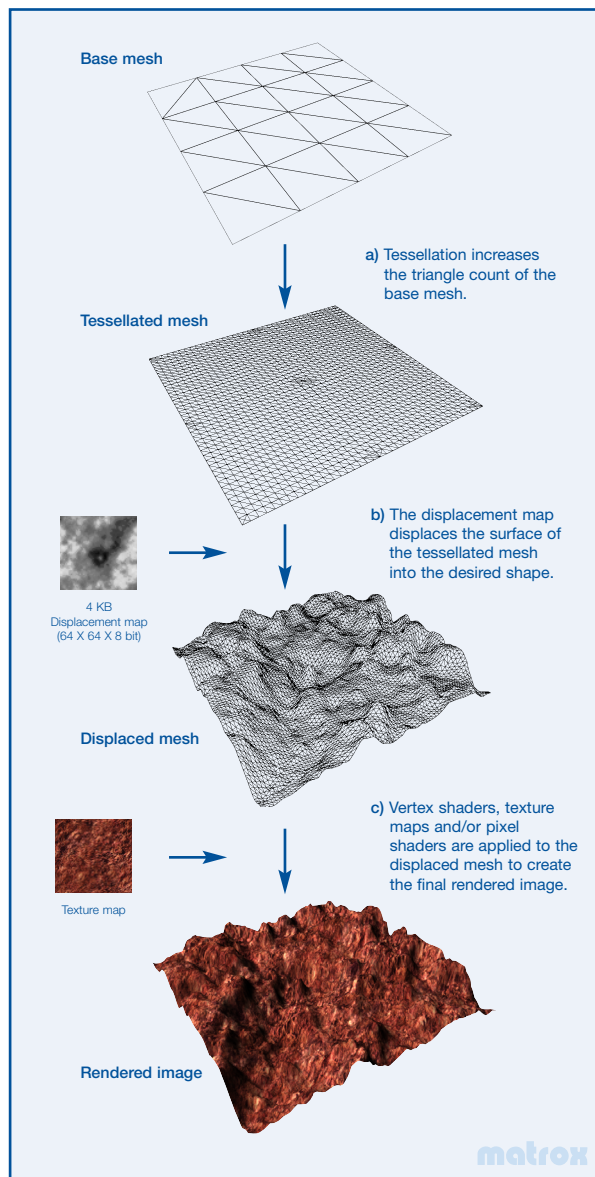 Base mesh
a) Tessellation increases
the triangle count of the
base mesh.
Tessellated mesh
b) The displacement map
displaces the surface of
the tessellated mesh
into the desired shape.
4 KB
Displacement map
(64 X 64 X 8 bit)
Displaced mesh
c) Vertex shaders, texture
maps and/or pixel
shaders are applied to the
displaced mesh to create
the final rendered image.
Texture map
Rendered image
matrox